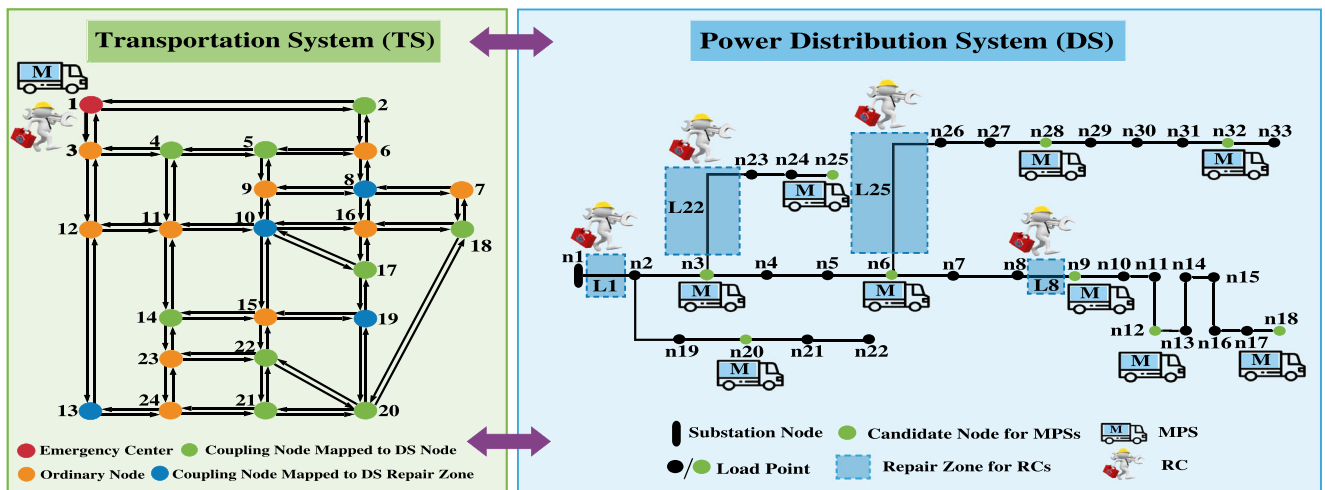 Transportation System (TS)
M
1
2
3
4
5
6
9
8
7
12
11
10
16
18
17
14
15
19
23
22
13
24
21
20
Emergency Center
Coupling Node Mapped to DS Node
Ordinary Node
Coupling Node Mapped to DS Repair Zone
Power Distribution System (DS)
n26 n27 n28 n29 n30 n31 n32 n33
M M
n23 n24 n25
M
L22
L25
n1 n2 n3 n4 n5 n6 n7 n8 n9 n10 n11 n14 n15
L1
L8
M M M
n12 n13 n16 n17 n18
n19 n20 n21 n22
M M M
Substation Node
Candidate Node for MPSs
M
MPS
/
Load Point
Repair Zone for RCs
RC